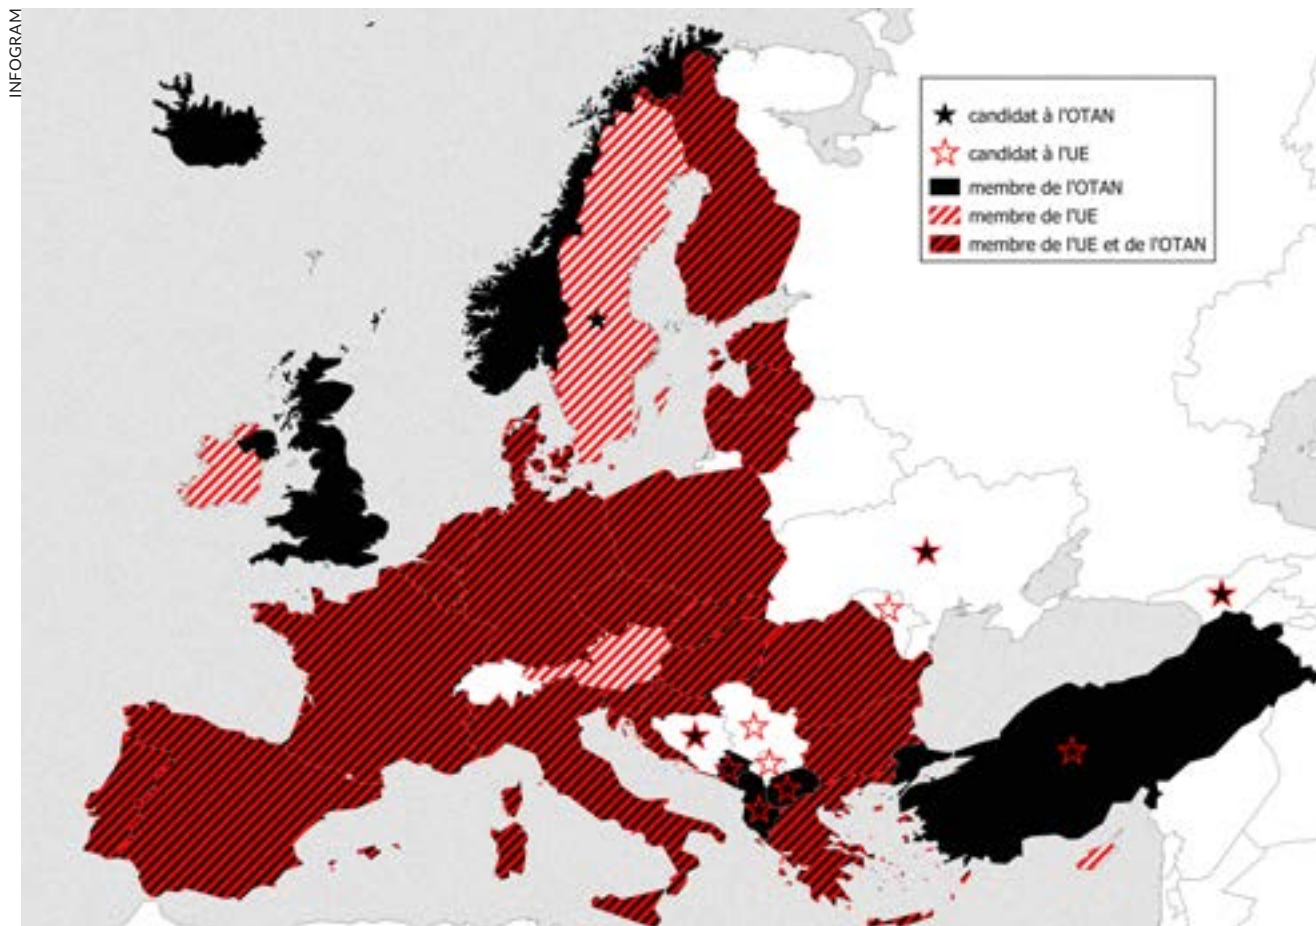 INFOGRAM
candidat à l'OTAN
candidat à l'UE
membre de l'OTAN
membre de l'UE
membre de l'UE et de l'OTAN